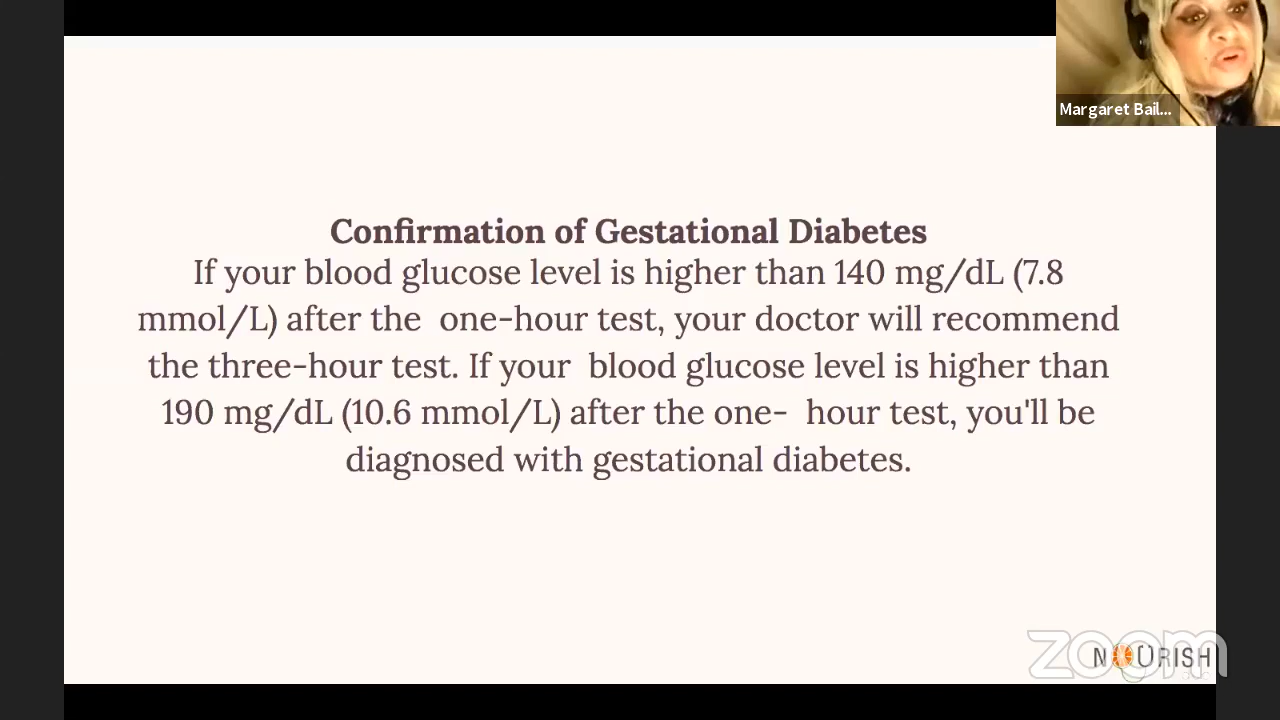 Margaret Bail...
Confirmation of Gestational Diabetes
If your blood glucose level is higher than 140 mg/dL (7.8
mmol/L) after the one-hour test, your doctor will recommend
the three-hour test. If your blood glucose level is higher than
190 mg/dL (10.6 mmol/L) after the one- hour test, you'll be
diagnosed with gestational diabetes.
zoom
NOURISH